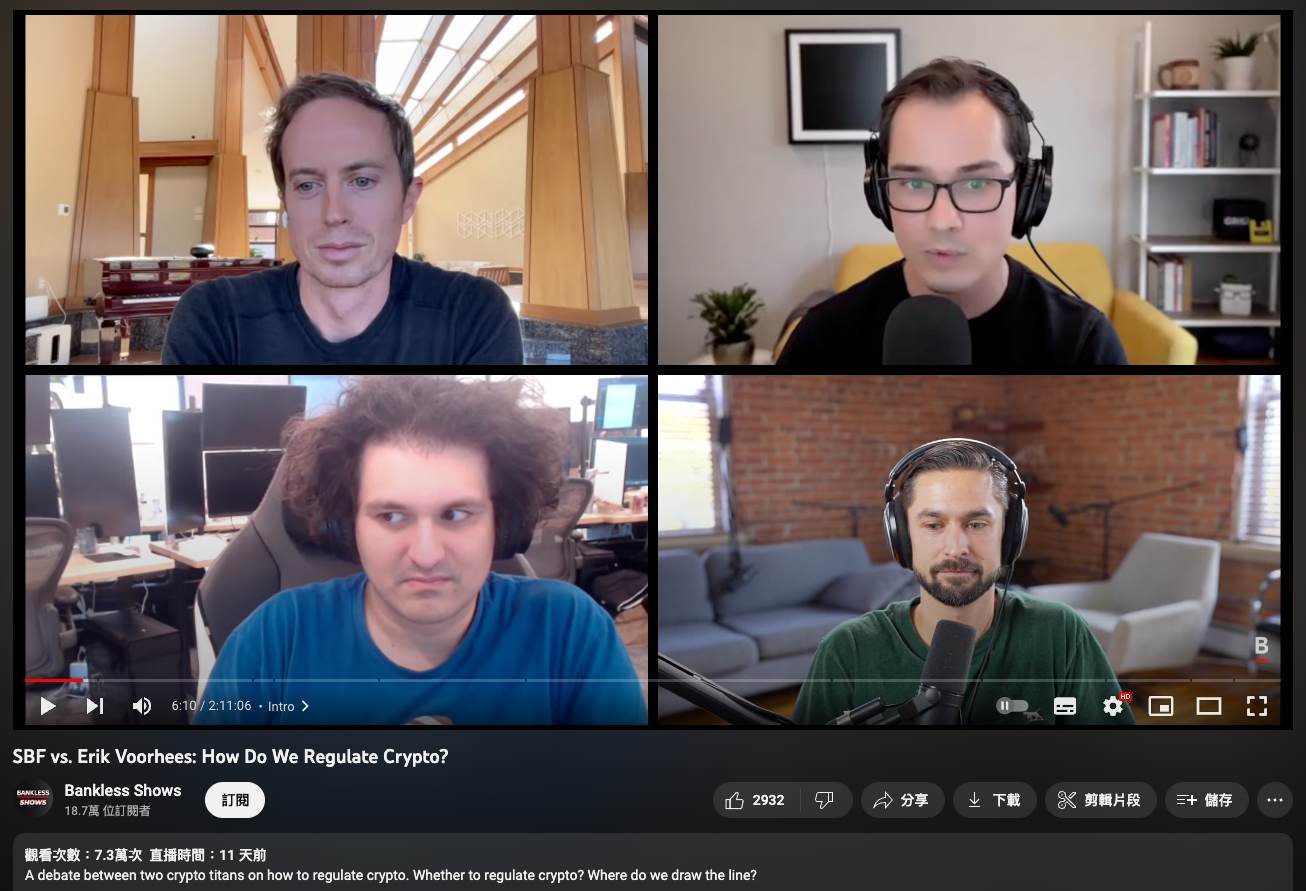 B
6:10 / 2:11:06 • Intro
HD
SBF vs. Erik Voorhees: How Do We Regulate Crypto?
BANKLESS
SHOWS
Bankless Shows
18.7萬 位訂閱者
訂閱
2932
分享
下載
剪輯片段
儲存
觀看次數：7.3萬次 直播時間：11 天前
A debate between two crypto titans on how to regulate crypto. Whether to regulate crypto? Where do we draw the line?